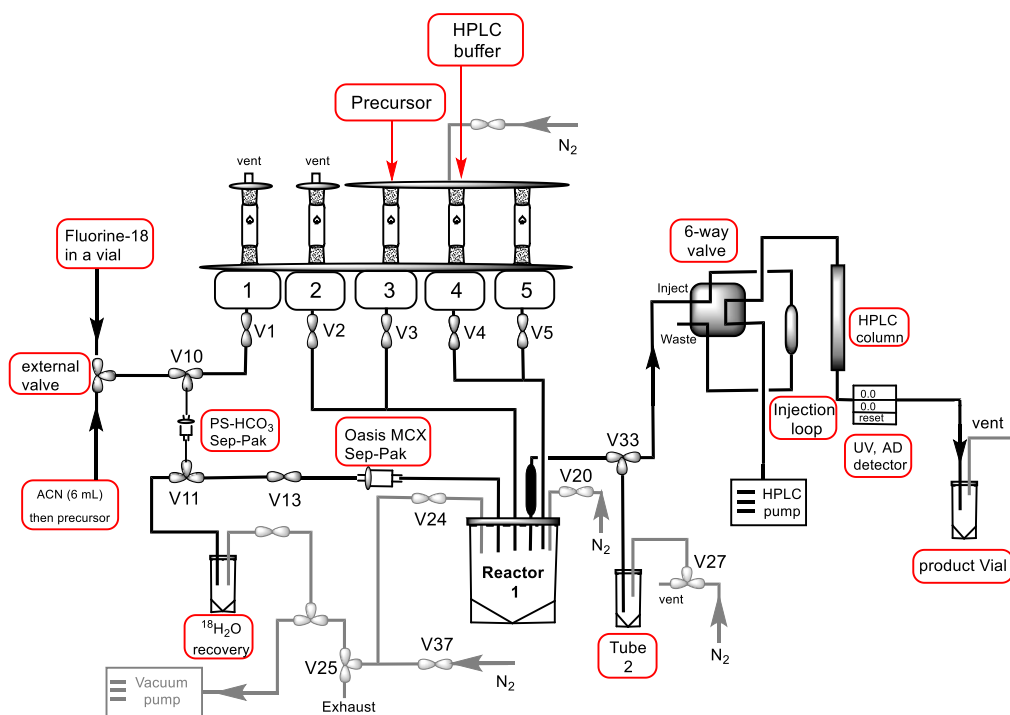 HPLC
buffer
Precursor
N2
vent
vent
Fluorine-18
in a vial
1
2
3
4
5
6-way
valve
Inject
Waste
V1
V2
V3
V4
V5
HPLC
column
external
valve
V10
PS-HCO3
Sep-Pak
Oasis MCX
Sep-Pak
Injection
loop
0.0
0.0
reset
UV, AD
detector
vent
ACN (6 mL)
then precursor
V11
V13
V24
V33
V20
N2
HPLC
pump
product Vial
Reactor
1
18H2O
recovery
V27
vent
N2
Tube
2
V25
V37
N2
Vacuum
pump
Exhaust